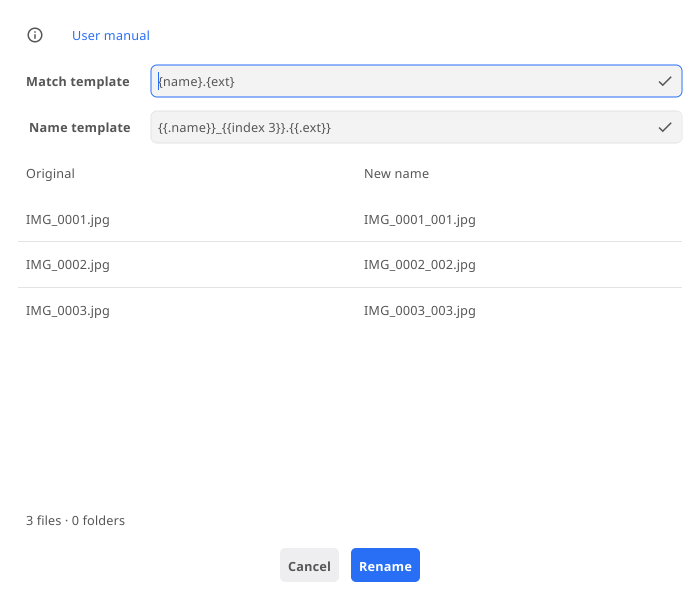 User manual
Match template {name}.{ext}
Name template {{.name}}_{{index 3}}.{{.ext}}
Original New name
IMG_0001.jpg IMG_0001_001.jpg
IMG_0002.jpg IMG_0002_002.jpg
IMG_0003.jpg IMG_0003_003.jpg
3 files · 0 folders
Cancel Rename